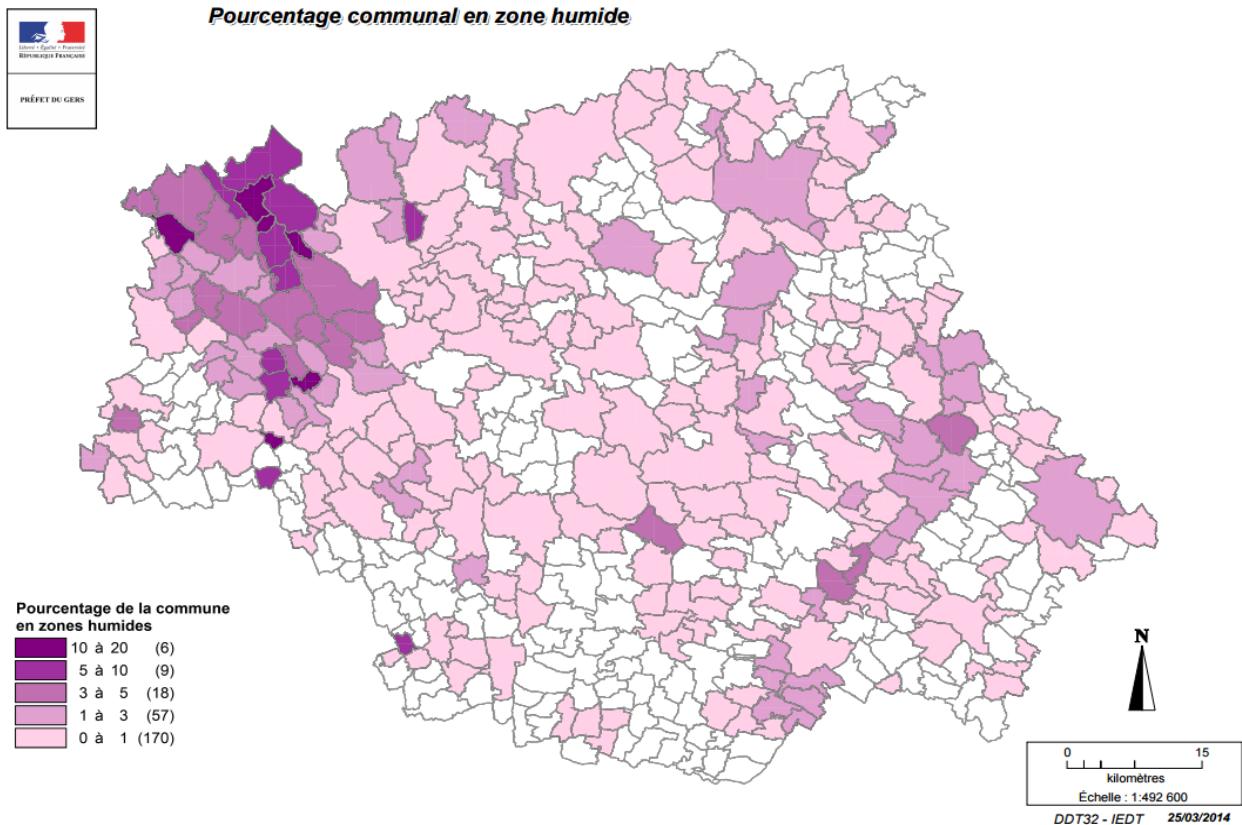 Pourcentage communal en zone humide
Liberté • Égalité • Fraternité
RÉPUBLIQUE FRANÇAISE
PRÉFET DU GERS
Pourcentage de la commune
en zones humides
10 à 20 (6)
5 à 10 (9)
3 à 5 (18)
1 à 3 (57)
0 à 1 (170)
N
0 15
kilomètres
Échelle : 1:492 600
DDT32 - IEDT 25/03/2014